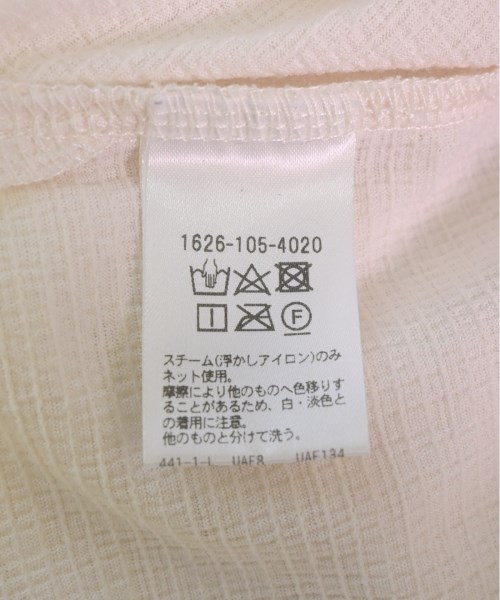 1626-105-4020
F
スチーム(浮かしアイロン)のみ
ネット使用。
摩擦により他のものへ色移りす
ることがあるため、白・淡色と
の着用に注意。
他のものと分けて洗う。
441-1-L UAFR UAF134